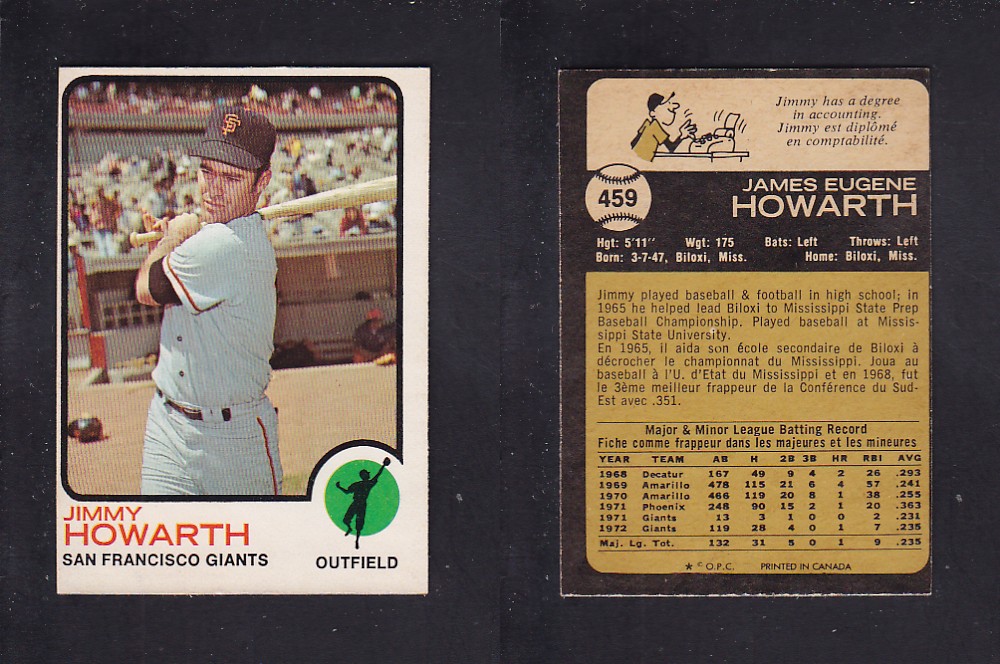 SF
JIMMY
HOWARTH
SAN FRANCISCO GIANTS
OUTFIELD
Jimmy has a degree
in accounting.
Jimmy est diplômé
en comptabilité.
459
JAMES EUGENE
HOWARTH
Hgt: 5'11" Wgt: 175 Bats: Left Throws: Left
Born: 3-7-47, Biloxi, Miss. Home: Biloxi, Miss.
Jimmy played baseball & football in high school; in
1965 he helped lead Biloxi to Mississippi State Prep
Baseball Championship. Played baseball at Missis-
sippi State University.
En 1965, il aida son école secondaire de Biloxi à
décrocher le championnat du Mississippi. Joua au
baseball à l'U. d'Etat du Mississippi et en 1968, fut
le 3ème meilleur frappeur de la Conférence du Sud-
Est avec .351.
Major & Minor League Batting Record
Fiche comme frappeur dans les majeures et les mineures
YEAR TEAM AB H 2B 3B HR RBI AVG
1968 Decatur 167 49 9 4 2 26 .293
1969 Amarillo 478 115 21 6 4 57 .241
1970 Amarillo 466 119 20 8 1 38 .255
1971 Phoenix 248 90 15 2 1 20 .363
1971 Giants 13 3 1 0 0 2 .231
1972 Giants 119 28 4 0 1 7 .235
Maj. Lg. Tot. 132 31 5 0 1 9 .235
* © O.P.C. PRINTED IN CANADA